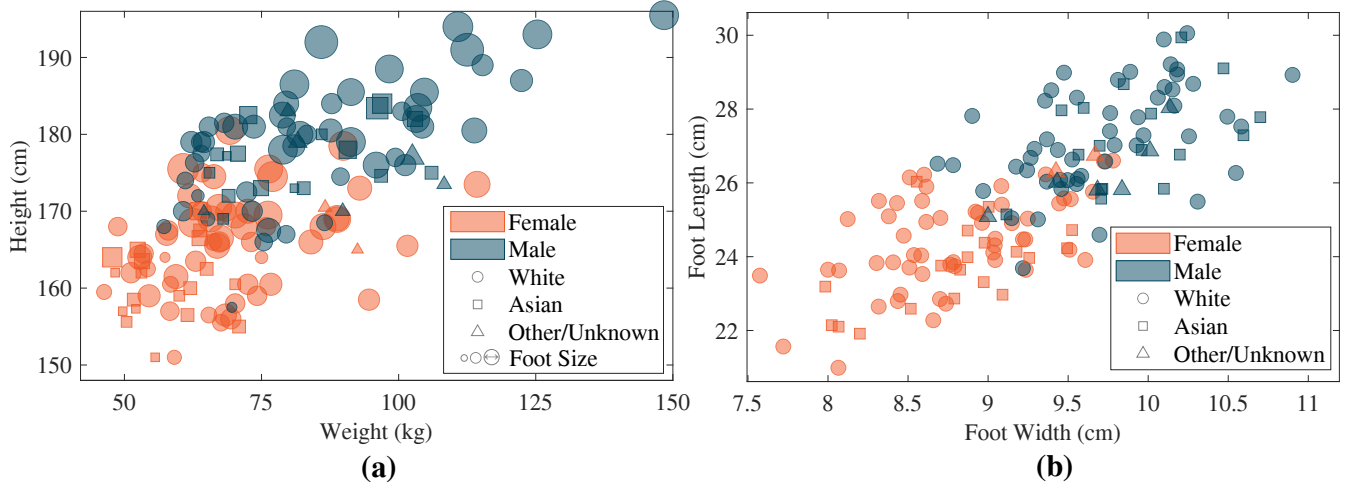 190
180
170
160
150
Height (cm)
50
75
100
125
150
Weight (kg)
Female
Male
White
Asian
Other/Unknown
Foot Size
(a)
30
28
26
24
22
Foot Length (cm)
7.5
8
8.5
9
9.5
10
10.5
11
Foot Width (cm)
Female
Male
White
Asian
Other/Unknown
(b)